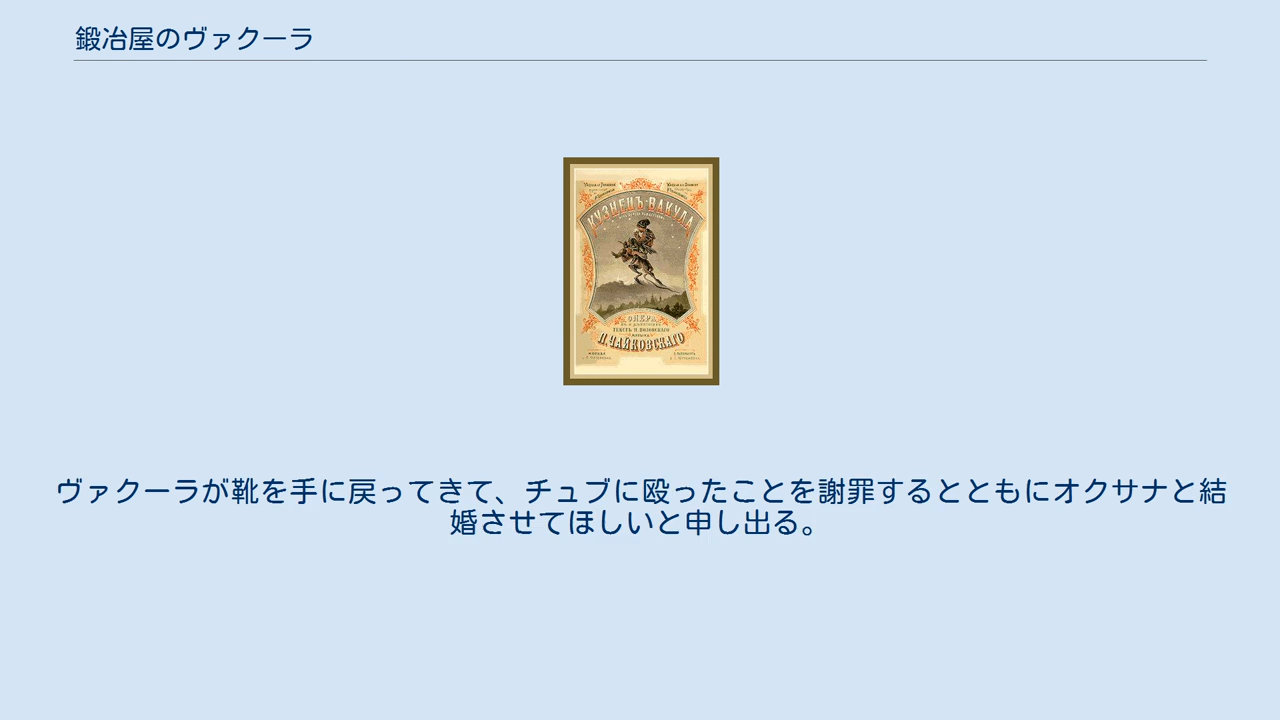 鍛冶屋のヴァクーラ
КУЗНЕЦЪ-ВАКУЛА
ОПЕРА
П. ЧАЙКОВСКАГО
ヴァクーラが靴を手に戻ってきて、チュブに殴ったことを謝罪するとともにオクサナと結
婚させてほしいと申し出る。